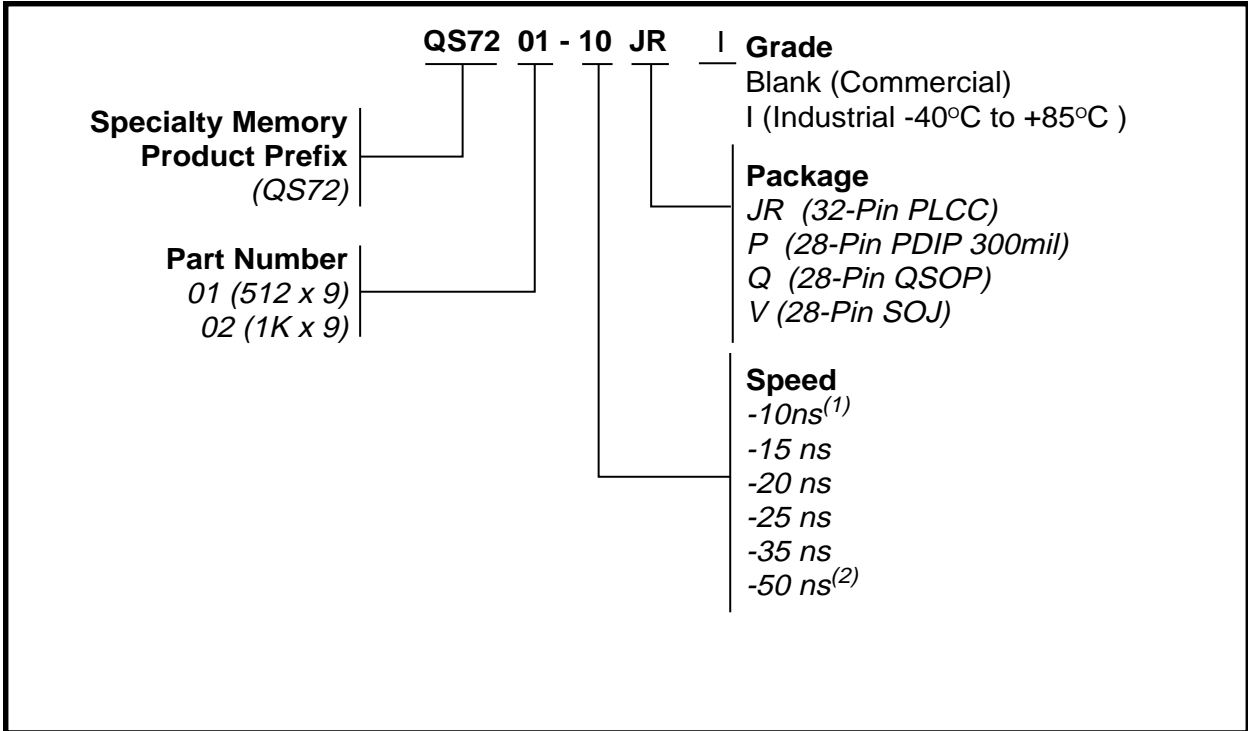 QS72 01 - 10 JR I
Grade
Blank (Commercial)
I (Industrial -40°C to +85°C )
Specialty Memory
Product Prefix
(QS72)
Package
JR (32-Pin PLCC)
P (28-Pin PDIP 300mil)
Q (28-Pin QSOP)
V (28-Pin SOJ)
Part Number
01 (512 x 9)
02 (1K x 9)
Speed
-10ns(1)
-15 ns
-20 ns
-25 ns
-35 ns
-50 ns(2)